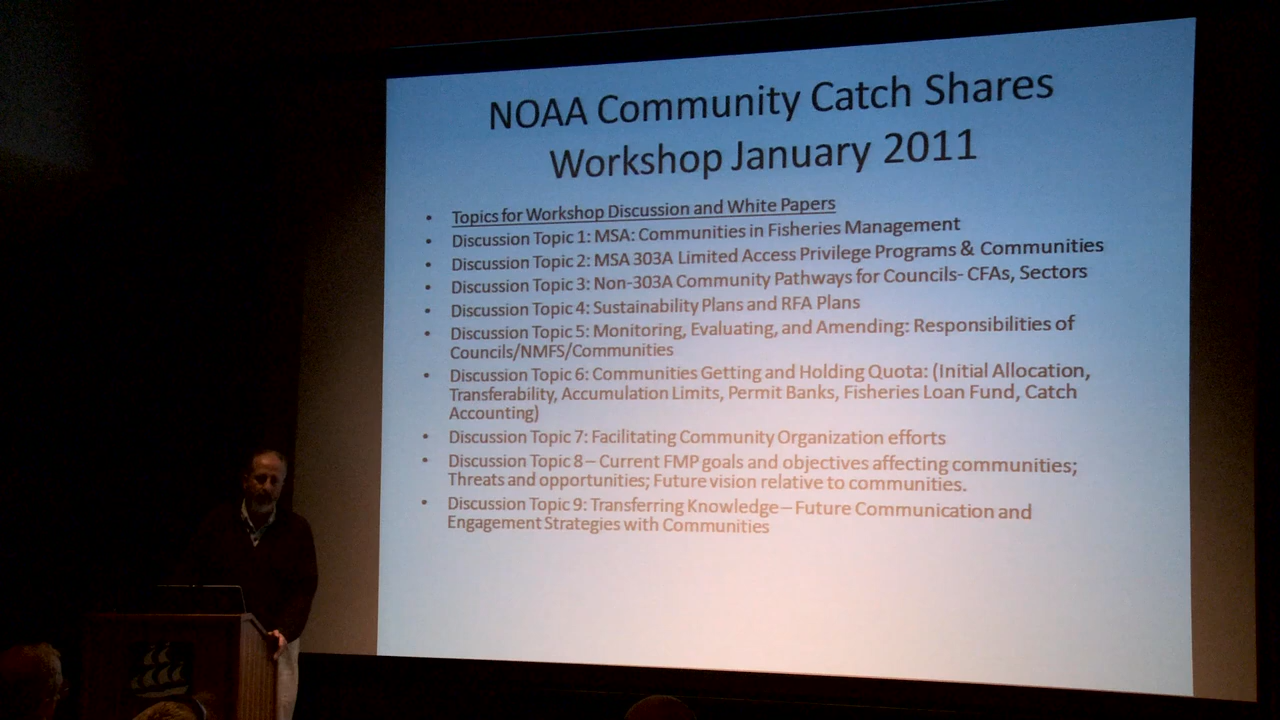 NOAA Community Catch Shares
Workshop January 2011
• Topics for Workshop Discussion and White Papers
• Discussion Topic 1: MSA: Communities in Fisheries Management
• Discussion Topic 2: MSA 303A Limited Access Privilege Programs & Communities
• Discussion Topic 3: Non-303A Community Pathways for Councils- CFAs, Sectors
• Discussion Topic 4: Sustainability Plans and RFA Plans
• Discussion Topic 5: Monitoring, Evaluating, and Amending: Responsibilities of
Councils/NMFS/Communities
• Discussion Topic 6: Communities Getting and Holding Quota: (Initial Allocation,
Transferability, Accumulation Limits, Permit Banks, Fisheries Loan Fund, Catch
Accounting)
• Discussion Topic 7: Facilitating Community Organization efforts
• Discussion Topic 8 – Current FMP goals and objectives affecting communities;
Threats and opportunities; Future vision relative to communities.
• Discussion Topic 9: Transferring Knowledge – Future Communication and
Engagement Strategies with Communities